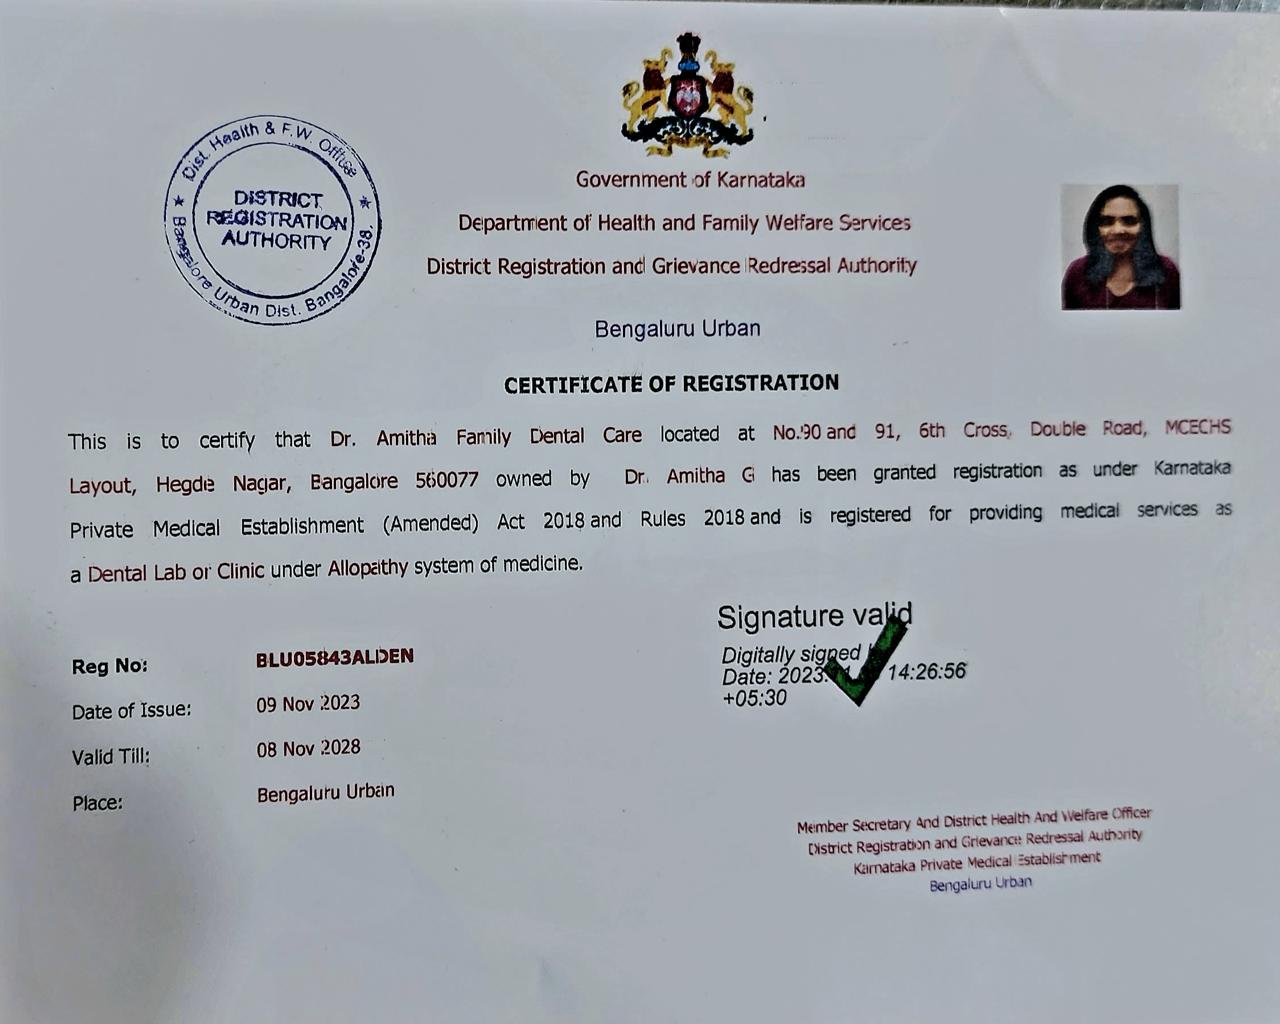 Dist. Health & F.W. Office
DISTRICT
REGISTRATION
AUTHORITY
Bangalore Urban Dist. Bangalore-38.
Government of Karnataka
Department of Health and Family Welfare Services
District Registration and Grievance Redressal Authority
Bengaluru Urban
CERTIFICATE OF REGISTRATION
This is to certify that Dr. Amitha Family Dental Care located at No.90 and 91, 6th Cross, Double Road, MCECHS
Layout, Hegde Nagar, Bangalore 560077 owned by Dr. Amitha G has been granted registration as under Karnataka
Private Medical Establishment (Amended) Act 2018 and Rules 2018 and is registered for providing medical services as
a Dental Lab or Clinic under Allopathy system of medicine.
Signature valid
Digitally signed
Date: 2023. 14:26:56
+05:30
Reg No: BLU05843ALDEN
Date of Issue: 09 Nov 2023
Valid Till: 08 Nov 2028
Place: Bengaluru Urban
Member Secretary And District Health And Welfare Officer
District Registration and Grievance Redressal Authority
Karnataka Private Medical Establishment
Bengaluru Urban